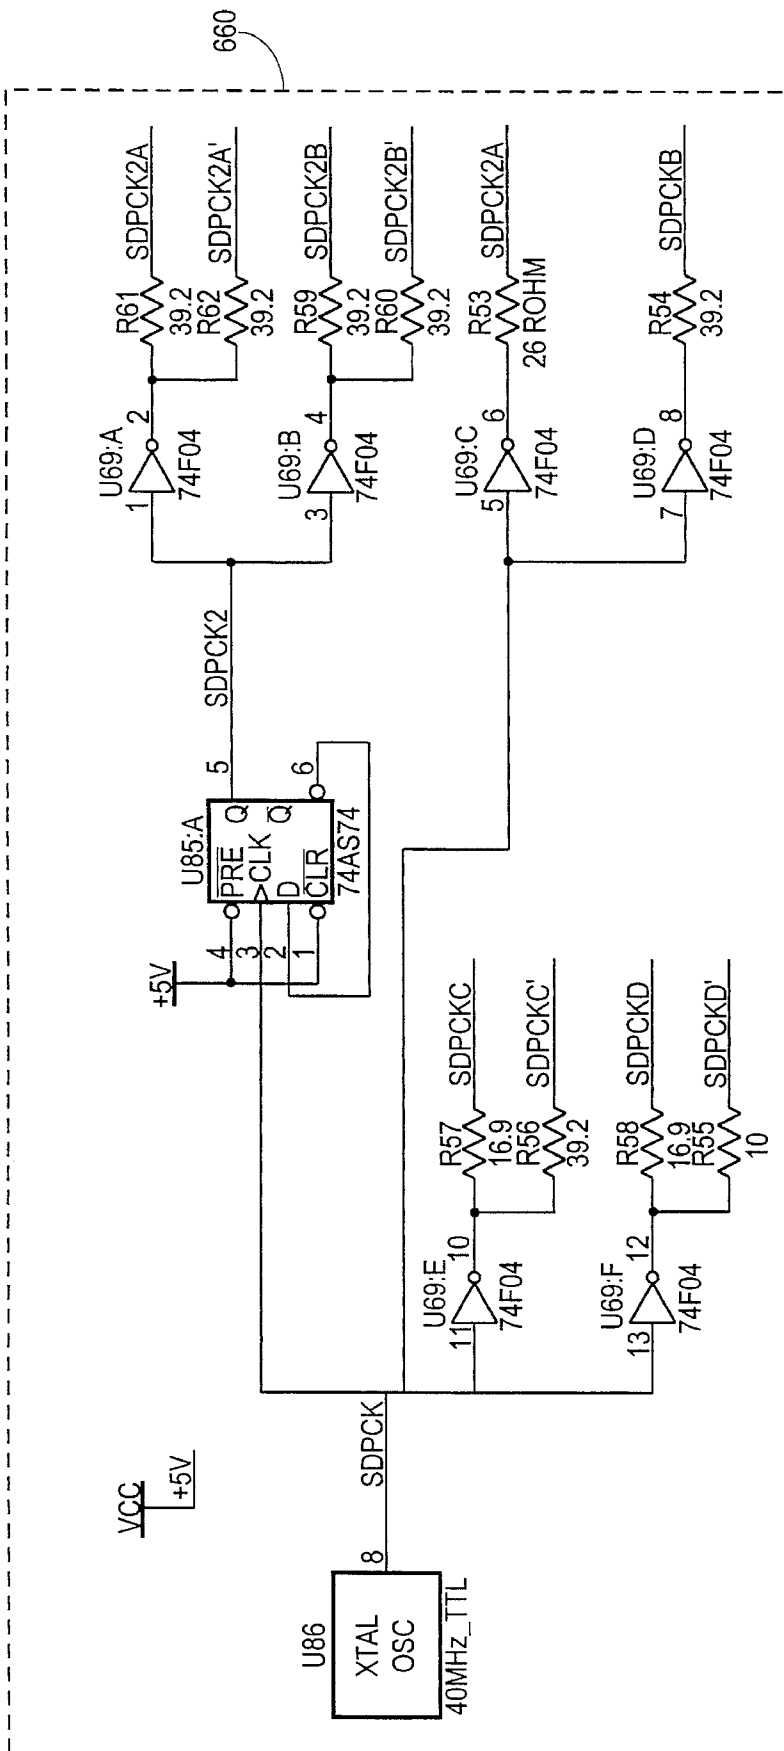 660
U86
XTAL
OSC
40MHz_TTL
8
SDPCK
VCC
+5V
+5V
U85:A
4
3
2
1
PRE
CLK
D
CLR
Q
Q
5
6
74AS74
SDPCK2
U69:A
1
2
74F04
R61
39.2
SDPCK2A
R62
39.2
SDPCK2A'
U69:B
3
4
74F04
R59
39.2
SDPCK2B
R60
39.2
SDPCK2B'
U69:C
5
6
74F04
R53
26 ROHM
SDPCK2A
U69:D
7
8
74F04
R54
39.2
SDPCKB
U69:E
11
10
74F04
R57
16.9
SDPCKC
R56
39.2
SDPCKC'
U69:F
13
12
74F04
R58
16.9
SDPCKD
R55
10
SDPCKD'